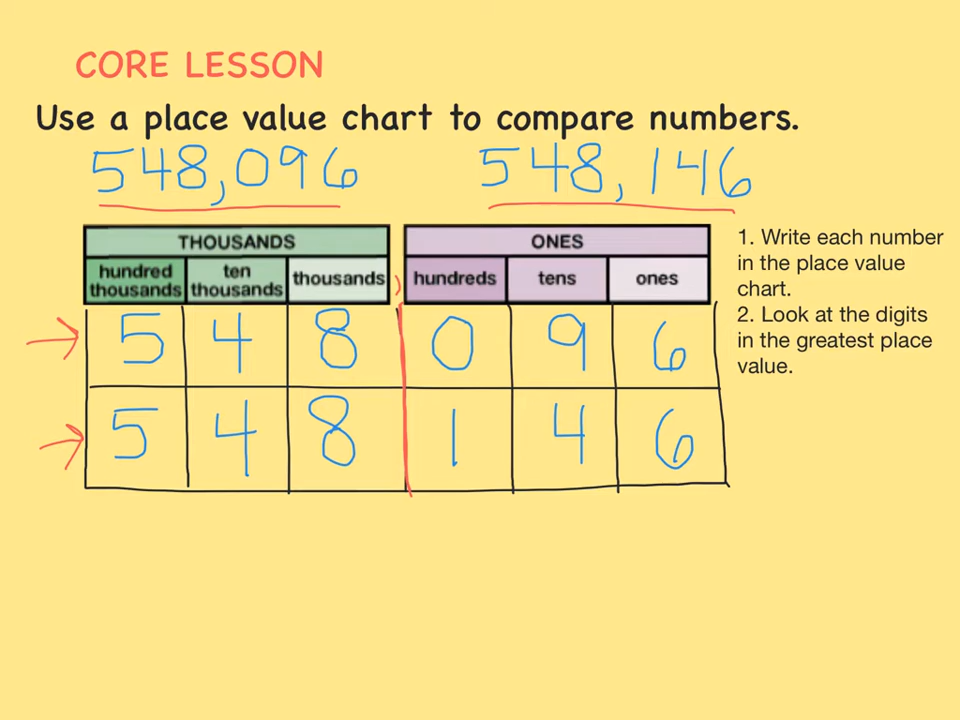 CORE LESSON
Use a place value chart to compare numbers.
548,096 548,146
THOUSANDS ONES
hundred thousands ten thousands thousands hundreds tens ones
5 4 8 0 9 6
5 4 8 1 4 6
1. Write each number
in the place value
chart.
2. Look at the digits
in the greatest place
value.